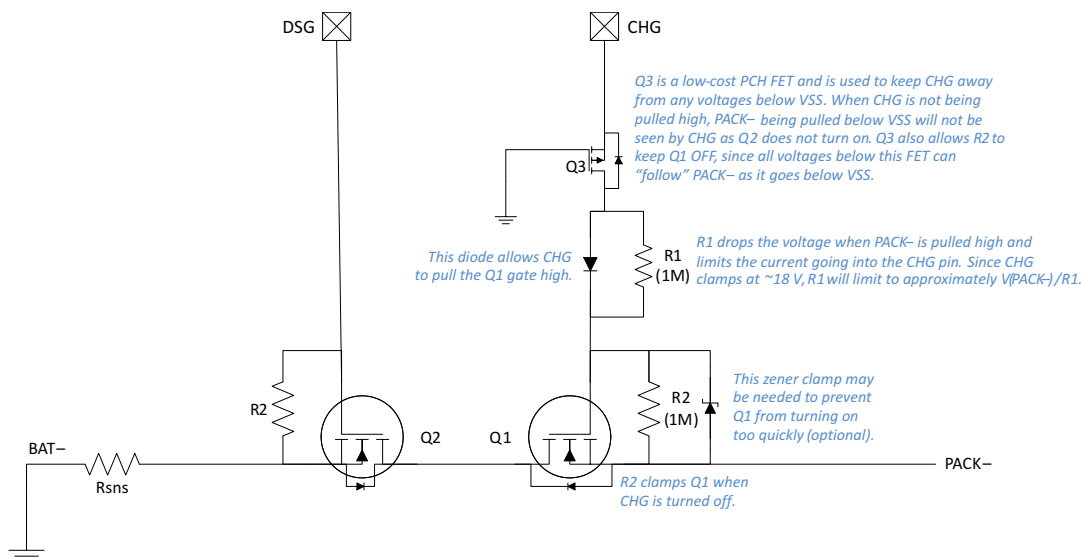 DSG
CHG
Q3 is a low-cost PCH FET and is used to keep CHG away
from any voltages below VSS. When CHG is not being
pulled high, PACK– being pulled below VSS will not be
seen by CHG as Q2 does not turn on. Q3 also allows R2 to
keep Q1 OFF, since all voltages below this FET can
“follow” PACK– as it goes below VSS.
Q3
This diode allows CHG
to pull the Q1 gate high.
R1
(1M)
R1 drops the voltage when PACK– is pulled high and
limits the current going into the CHG pin. Since CHG
clamps at ~18 V, R1 will limit to approximately V(PACK–)/R1.
R2
Q2
Q1
R2
(1M)
This zener clamp may
be needed to prevent
Q1 from turning on
too quickly (optional).
BAT–
Rsns
PACK–
R2 clamps Q1 when
CHG is turned off.